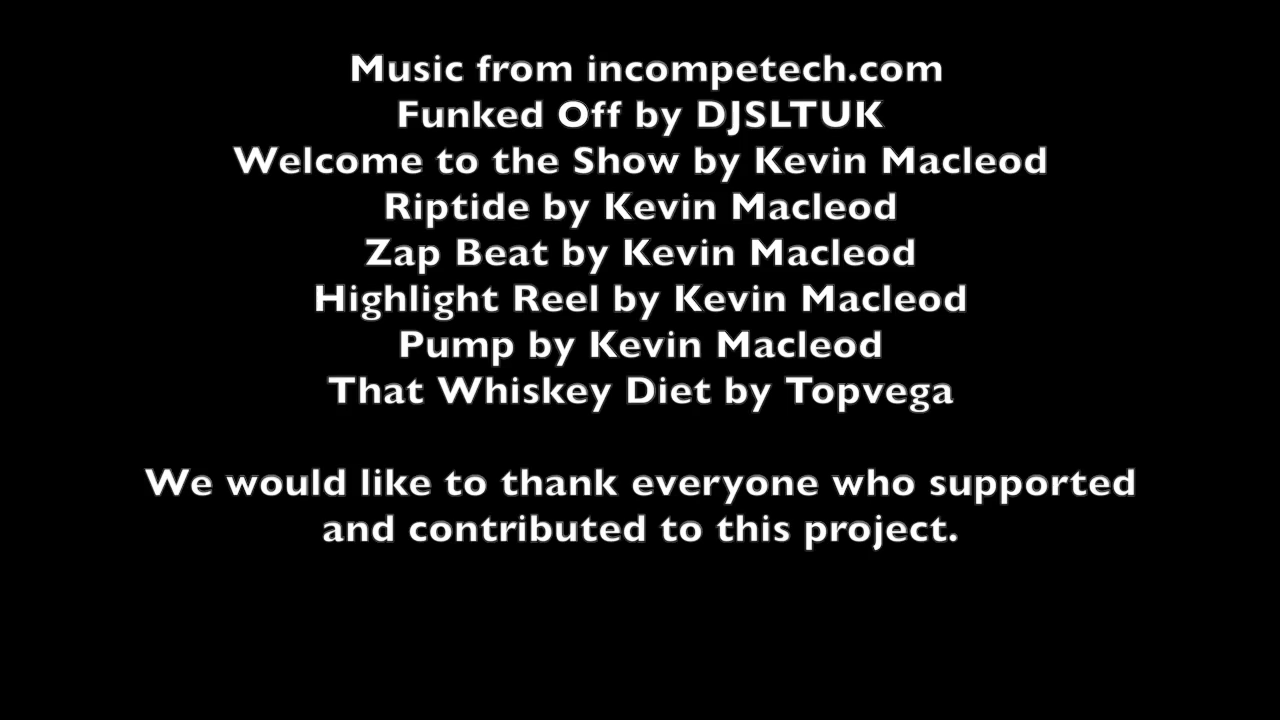 Music from incompetech.com
Funked Off by DJSLTUK
Welcome to the Show by Kevin Macleod
Riptide by Kevin Macleod
Zap Beat by Kevin Macleod
Highlight Reel by Kevin Macleod
Pump by Kevin Macleod
That Whiskey Diet by Topvega
We would like to thank everyone who supported
and contributed to this project.